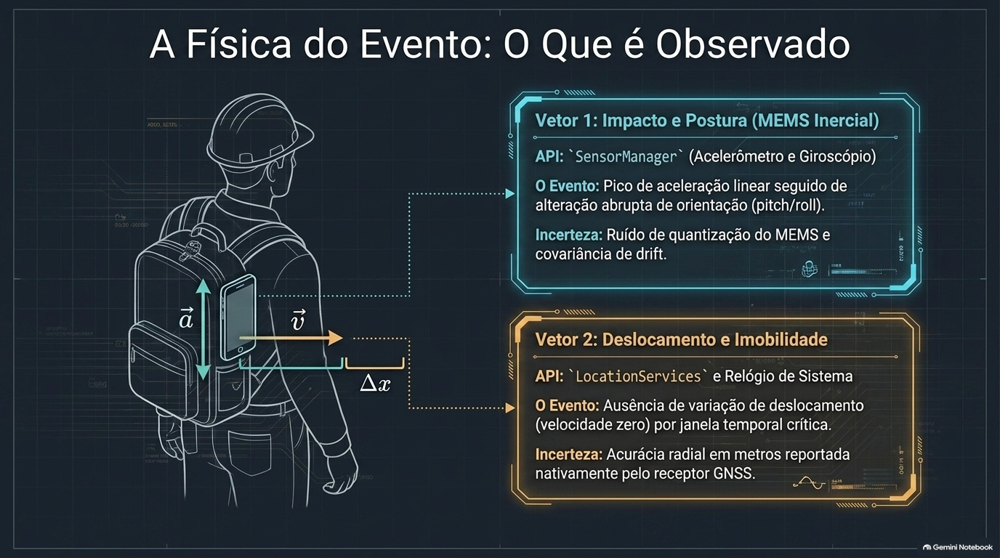 A Física do Evento: O Que é Observado
Vetor 1: Impacto e Postura (MEMS Inercial)
API: `SensorManager` (Acelerômetro e Giroscópio)
O Evento: Pico de aceleração linear seguido de
alteração abrupta de orientação (pitch/roll).
Incerteza: Ruído de quantização do MEMS e
covariância de drift.
a⃗
v⃗
Δx
Vetor 2: Deslocamento e Imobilidade
API: `LocationServices` e Relógio de Sistema
O Evento: Ausência de variação de deslocamento
(velocidade zero) por janela temporal crítica.
Incerteza: Acurácia radial em metros reportada
nativamente pelo receptor GNSS.
Gemini Notebook